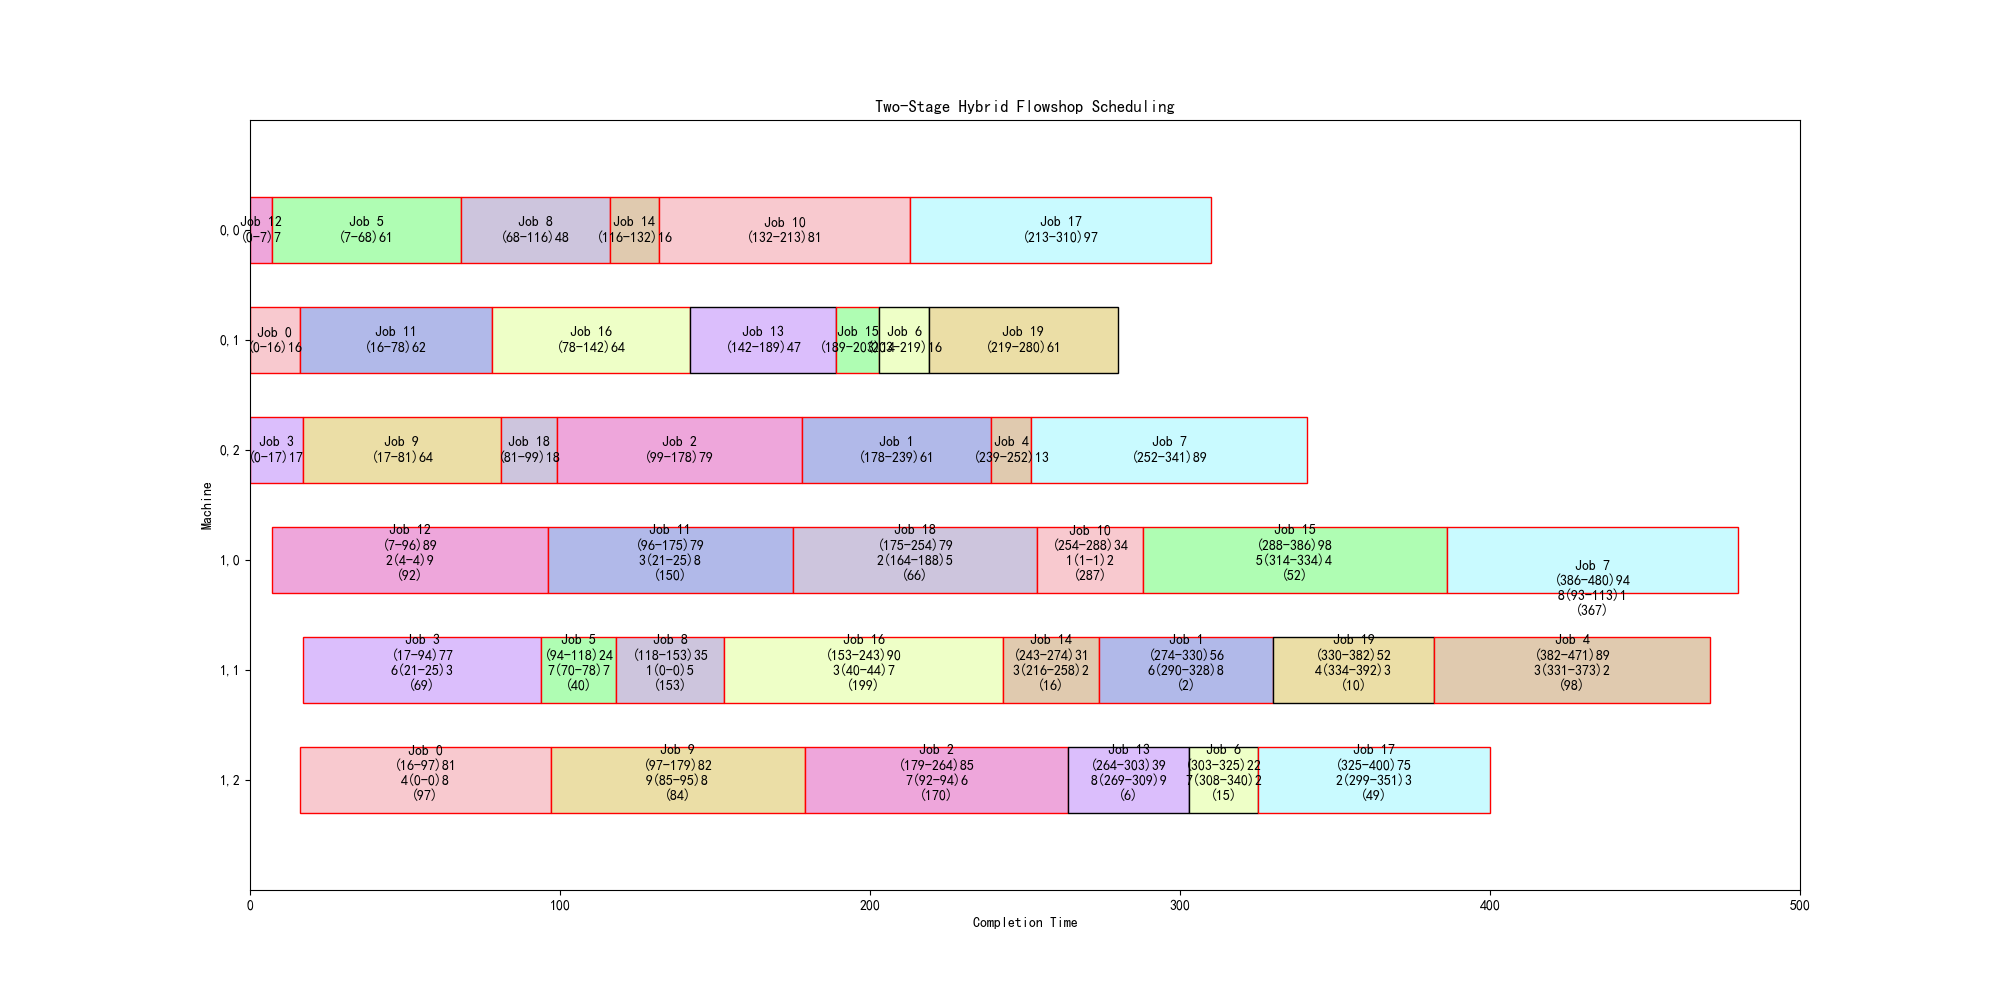 Two-Stage Hybrid Flowshop Scheduling
Machine
0,0
Job 12
(0-7)7
Job 5
(7-68)61
Job 8
(68-116)48
Job 14
(116-132)16
Job 10
(132-213)81
Job 17
(213-310)97
0,1
Job 0
(0-16)16
Job 11
(16-78)62
Job 16
(78-142)64
Job 13
(142-189)47
Job 15
(189-203)14
Job 6
(203-219)16
Job 19
(219-280)61
0,2
Job 3
(0-17)17
Job 9
(17-81)64
Job 18
(81-99)18
Job 2
(99-178)79
Job 1
(178-239)61
Job 4
(239-252)13
Job 7
(252-341)89
1,0
Job 12
(7-96)89
2(4-4)9
(92)
Job 11
(96-175)79
3(21-25)8
(150)
Job 18
(175-254)79
2(164-188)5
(66)
Job 10
(254-288)34
1(1-1)2
(287)
Job 15
(288-386)98
5(314-334)4
(52)
Job 7
(386-480)94
8(93-113)1
(367)
1,1
Job 3
(17-94)77
6(21-25)3
(69)
Job 5
(94-118)24
7(70-78)7
(40)
Job 8
(118-153)35
1(0-0)5
(153)
Job 16
(153-243)90
3(40-44)7
(199)
Job 14
(243-274)31
3(216-258)2
(16)
Job 1
(274-330)56
6(290-328)8
(2)
Job 19
(330-382)52
4(334-392)3
(10)
Job 4
(382-471)89
3(331-373)2
(98)
1,2
Job 0
(16-97)81
4(0-0)8
(97)
Job 9
(97-179)82
9(85-95)8
(84)
Job 2
(179-264)85
7(92-94)6
(170)
Job 13
(264-303)39
8(269-309)9
(6)
Job 6
(303-325)22
7(308-340)2
(15)
Job 17
(325-400)75
2(299-351)3
(49)
0
100
200
300
400
500
Completion Time